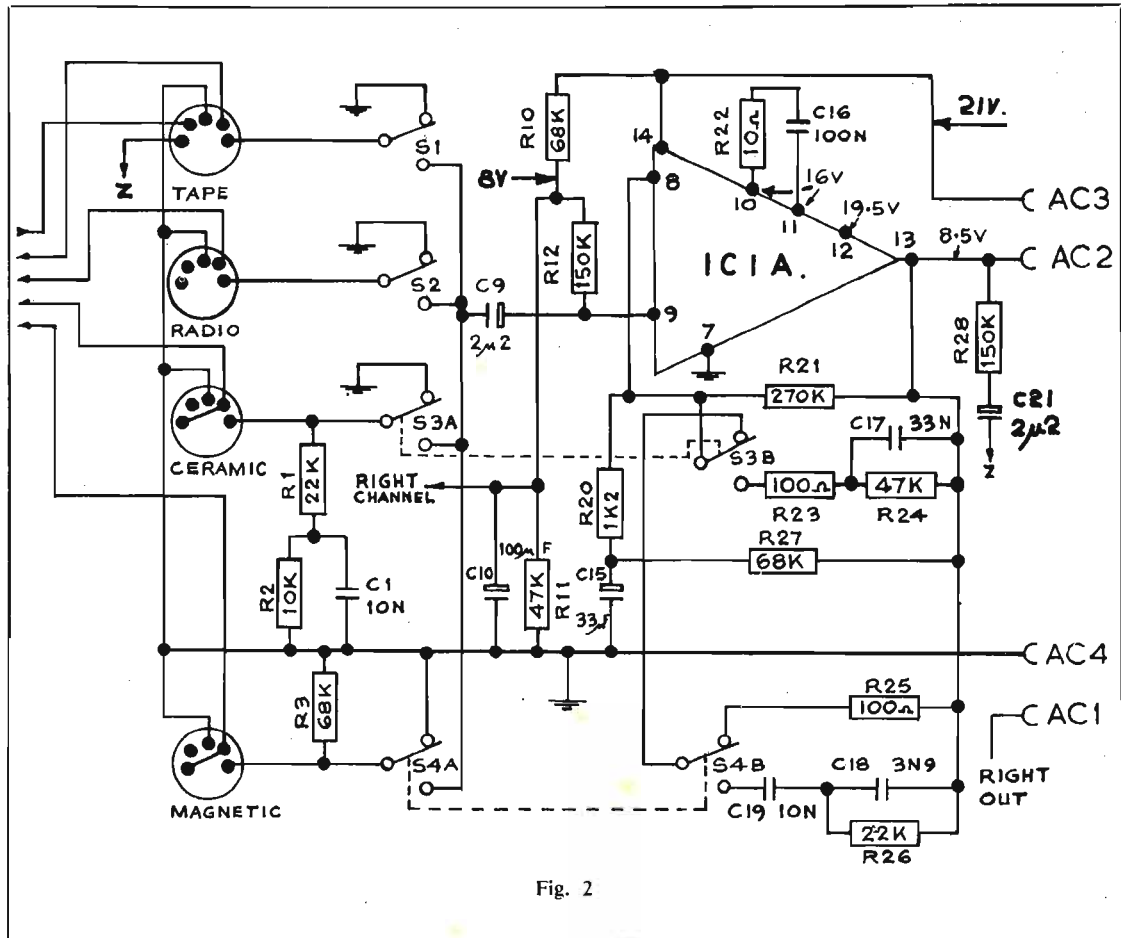 TAPE
Z
RADIO
CERAMIC
MAGNETIC
S1
S2
S3A
S4A
R1
22K
R2
10K
C1
10N
R3
68K
C9
2µ2
RIGHT
CHANNEL
R10
68K
8V
R12
150K
C10
100µF
47K
R11
14
8
9
7
10
11
12
13
R22
10Ω
C16
100N
16V
19.5V
IC1A.
21V.
AC3
8.5V
AC2
R28
150K
C21
2µ2
Z
R21
270K
C17
33N
S3B
100Ω
R23
47K
R24
R20
1K2
R27
68K
C15
33µF
AC4
R25
100Ω
AC1
S4B
C18
3N9
C19
10N
22K
R26
RIGHT
OUT
Fig. 2